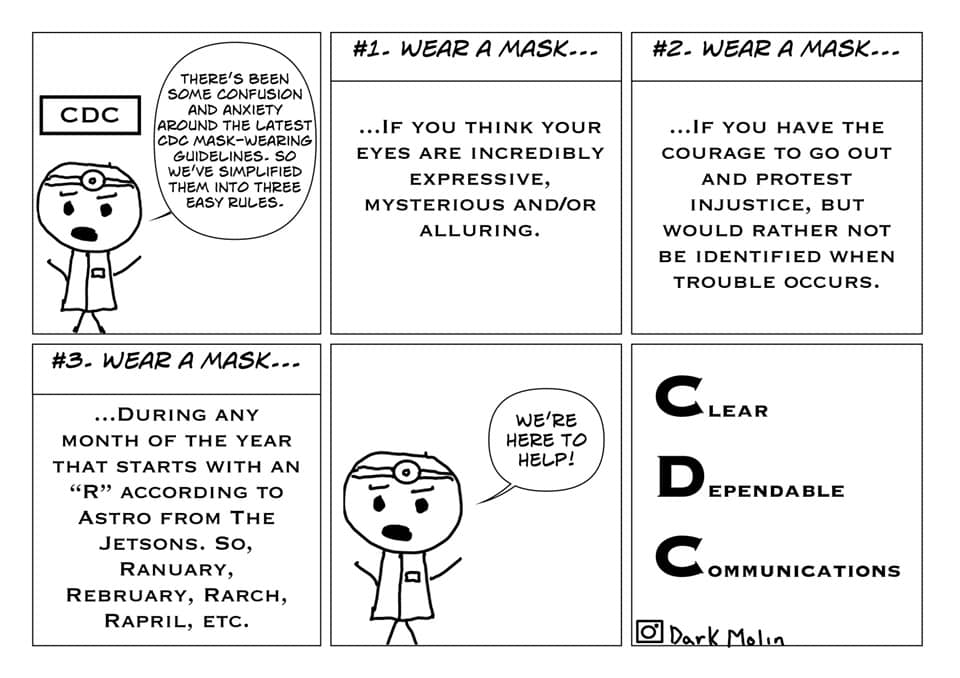 CDC
THERE'S BEEN
SOME CONFUSION
AND ANXIETY
AROUND THE LATEST
CDC MASK-WEARING
GUIDELINES. SO
WE'VE SIMPLIFIED
THEM INTO THREE
EASY RULES.
#1. WEAR A MASK...
...IF YOU THINK YOUR
EYES ARE INCREDIBLY
EXPRESSIVE,
MYSTERIOUS AND/OR
ALLURING.
#2. WEAR A MASK...
...IF YOU HAVE THE
COURAGE TO GO OUT
AND PROTEST
INJUSTICE, BUT
WOULD RATHER NOT
BE IDENTIFIED WHEN
TROUBLE OCCURS.
#3. WEAR A MASK...
...DURING ANY
MONTH OF THE YEAR
THAT STARTS WITH AN
“R” ACCORDING TO
ASTRO FROM THE
JETSONS. SO,
RANUARY,
REBRUARY, RARCH,
RAPRIL, ETC.
WE'RE
HERE TO
HELP!
CLEAR
DEPENDABLE
COMMUNICATIONS
Dark Molin